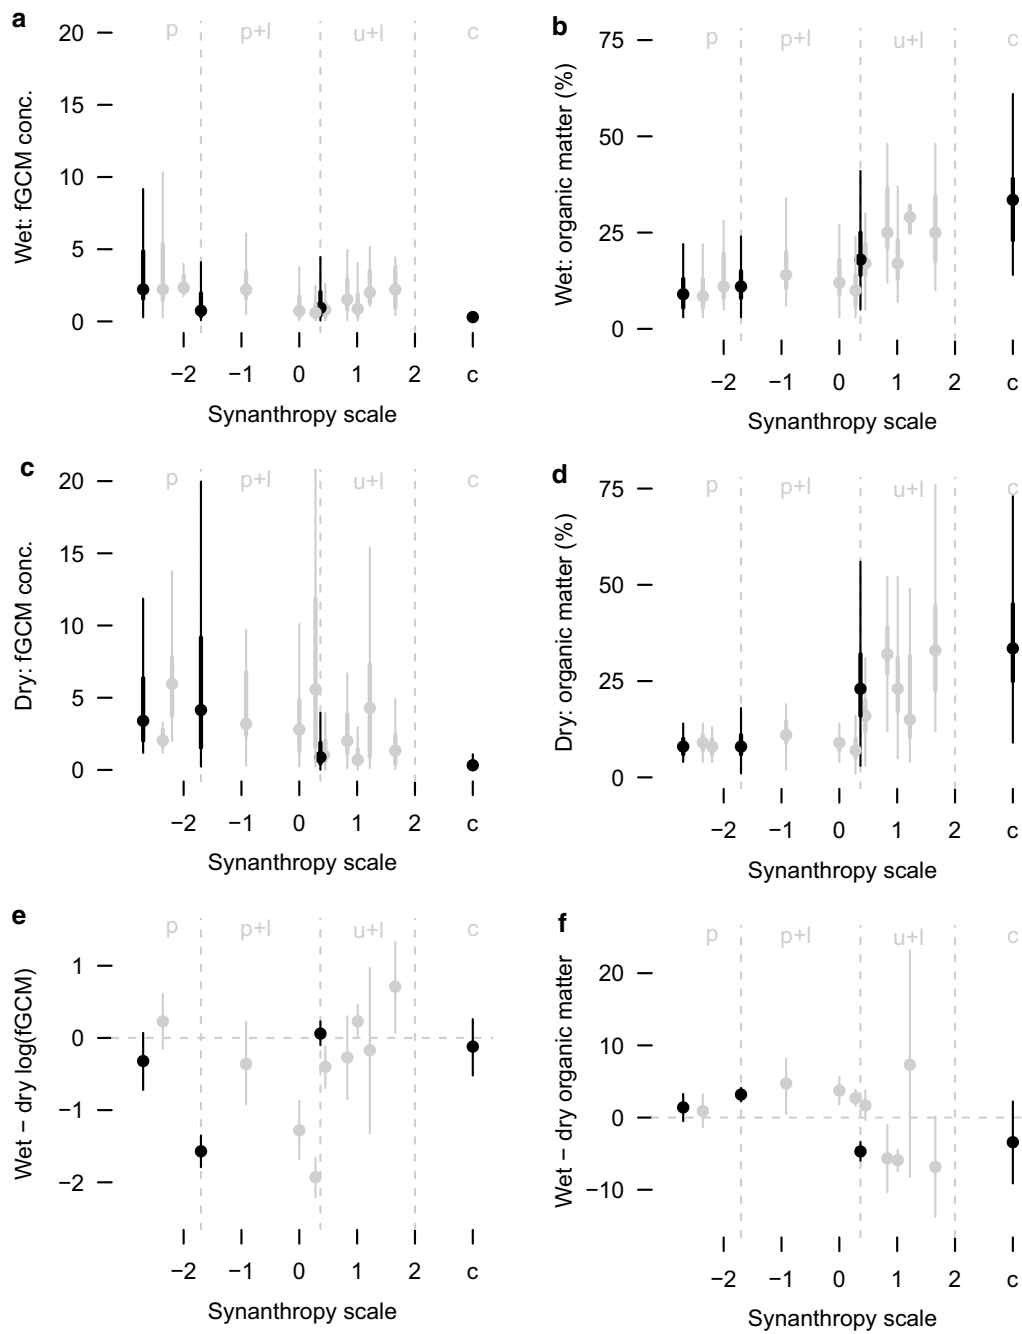 a
p
p+l
u+l
c
20
15
10
5
0
Wet: fGCM conc.
−2
−1
0
1
2
c
Synanthropy scale
b
p
p+l
u+l
c
75
50
25
0
Wet: organic matter (%)
−2
−1
0
1
2
c
Synanthropy scale
c
p
p+l
u+l
c
20
15
10
5
0
Dry: fGCM conc.
−2
−1
0
1
2
c
Synanthropy scale
d
p
p+l
u+l
c
75
50
25
0
Dry: organic matter (%)
−2
−1
0
1
2
c
Synanthropy scale
e
p
p+l
u+l
c
1
0
−1
−2
Wet − dry log(fGCM)
−2
−1
0
1
2
c
Synanthropy scale
f
p
p+l
u+l
c
20
10
0
−10
Wet − dry organic matter
−2
−1
0
1
2
c
Synanthropy scale